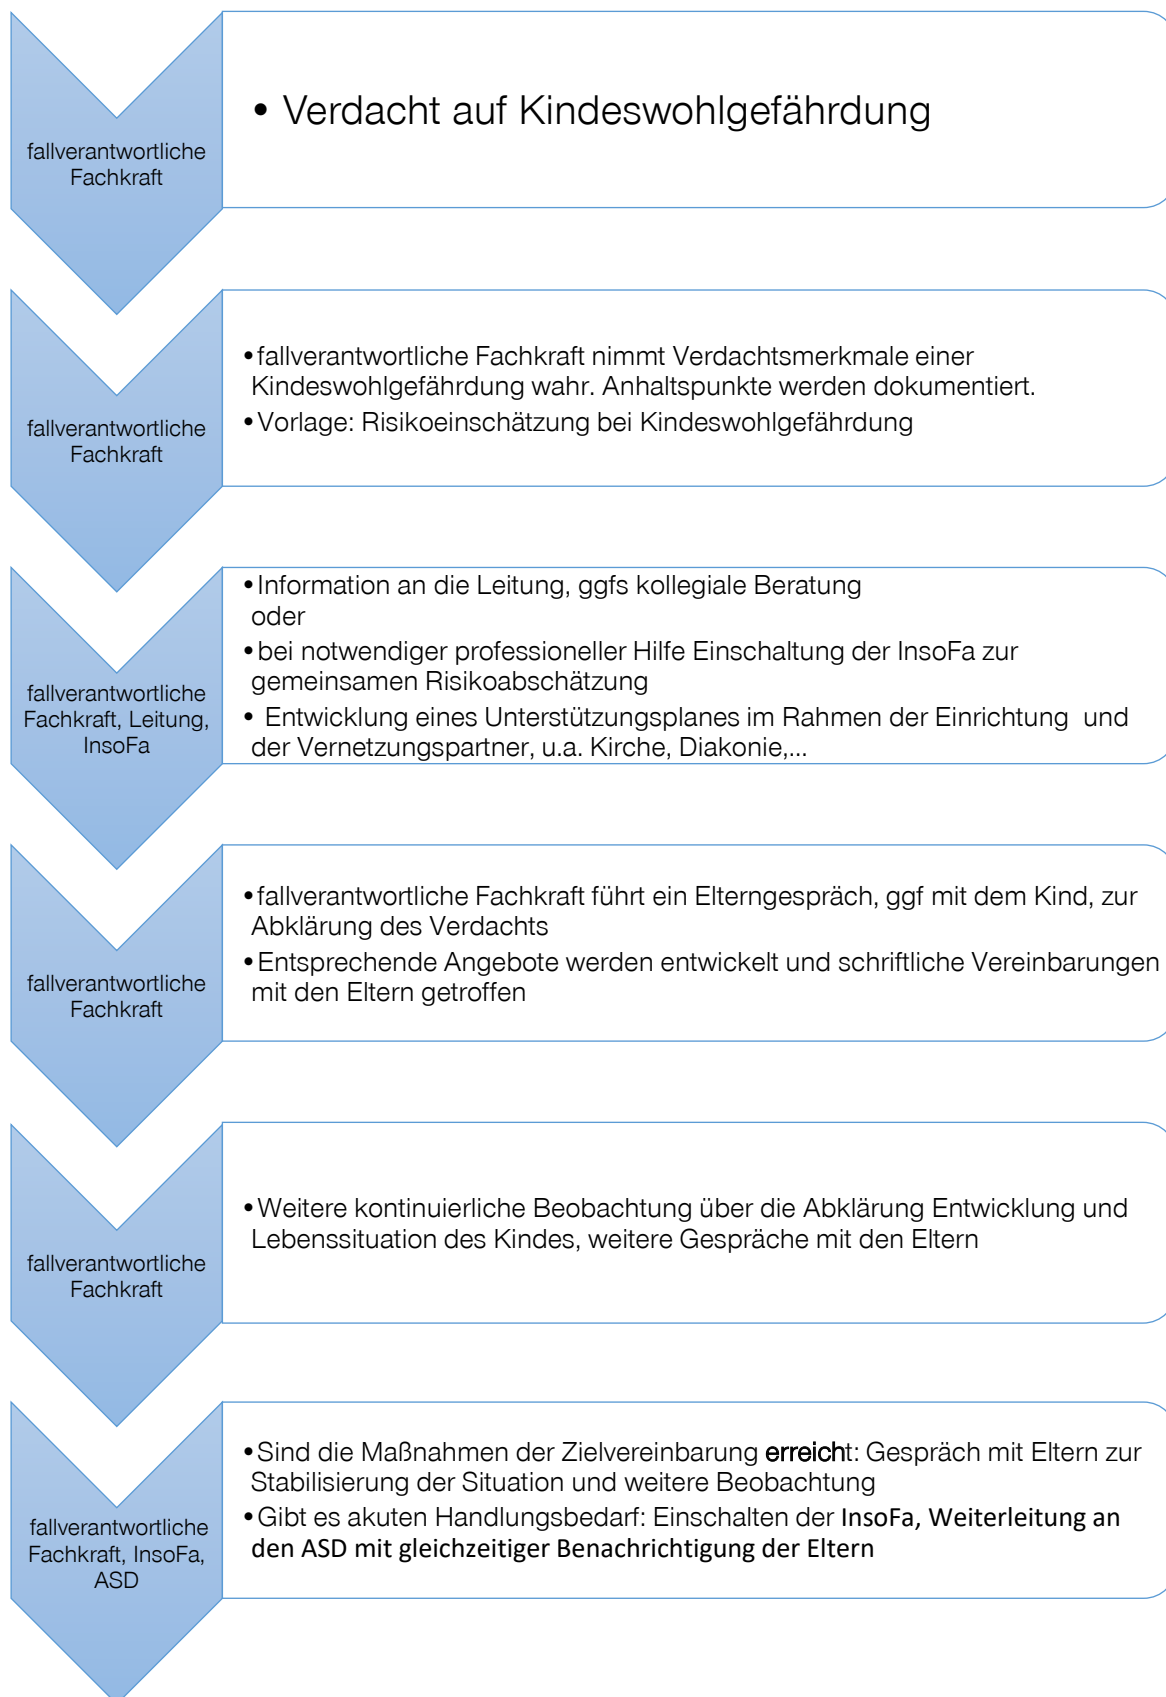 fallverantwortliche
Fachkraft
• Verdacht auf Kindeswohlgefährdung
fallverantwortliche
Fachkraft
•fallverantwortliche Fachkraft nimmt Verdachtsmerkmale einer
Kindeswohlgefährdung wahr. Anhaltspunkte werden dokumentiert.
•Vorlage: Risikoeinschätzung bei Kindeswohlgefährdung
fallverantwortliche
Fachkraft, Leitung,
InsoFa
•Information an die Leitung, ggfs kollegiale Beratung
oder
•bei notwendiger professioneller Hilfe Einschaltung der InsoFa zur
gemeinsamen Risikoabschätzung
• Entwicklung eines Unterstützungsplanes im Rahmen der Einrichtung und
der Vernetzungspartner, u.a. Kirche, Diakonie,...
fallverantwortliche
Fachkraft
•fallverantwortliche Fachkraft führt ein Elterngespräch, ggf mit dem Kind, zur
Abklärung des Verdachts
•Entsprechende Angebote werden entwickelt und schriftliche Vereinbarungen
mit den Eltern getroffen
fallverantwortliche
Fachkraft
•Weitere kontinuierliche Beobachtung über die Abklärung Entwicklung und
Lebenssituation des Kindes, weitere Gespräche mit den Eltern
fallverantwortliche
Fachkraft, InsoFa,
ASD
•Sind die Maßnahmen der Zielvereinbarung erreicht: Gespräch mit Eltern zur
Stabilisierung der Situation und weitere Beobachtung
•Gibt es akuten Handlungsbedarf: Einschalten der InsoFa, Weiterleitung an
den ASD mit gleichzeitiger Benachrichtigung der Eltern